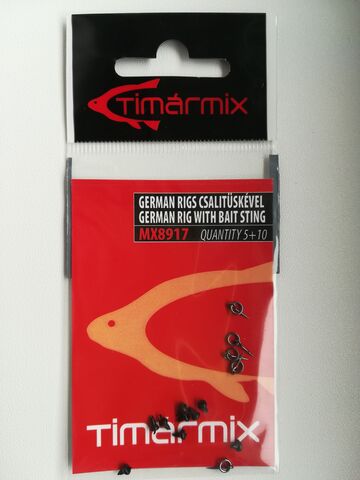 Timármix
GERMAN RIGS CSALITÜSKÉVEL
GERMAN RIG WITH BAIT STING
MX8917 QUANTITY 5+10
Timármix